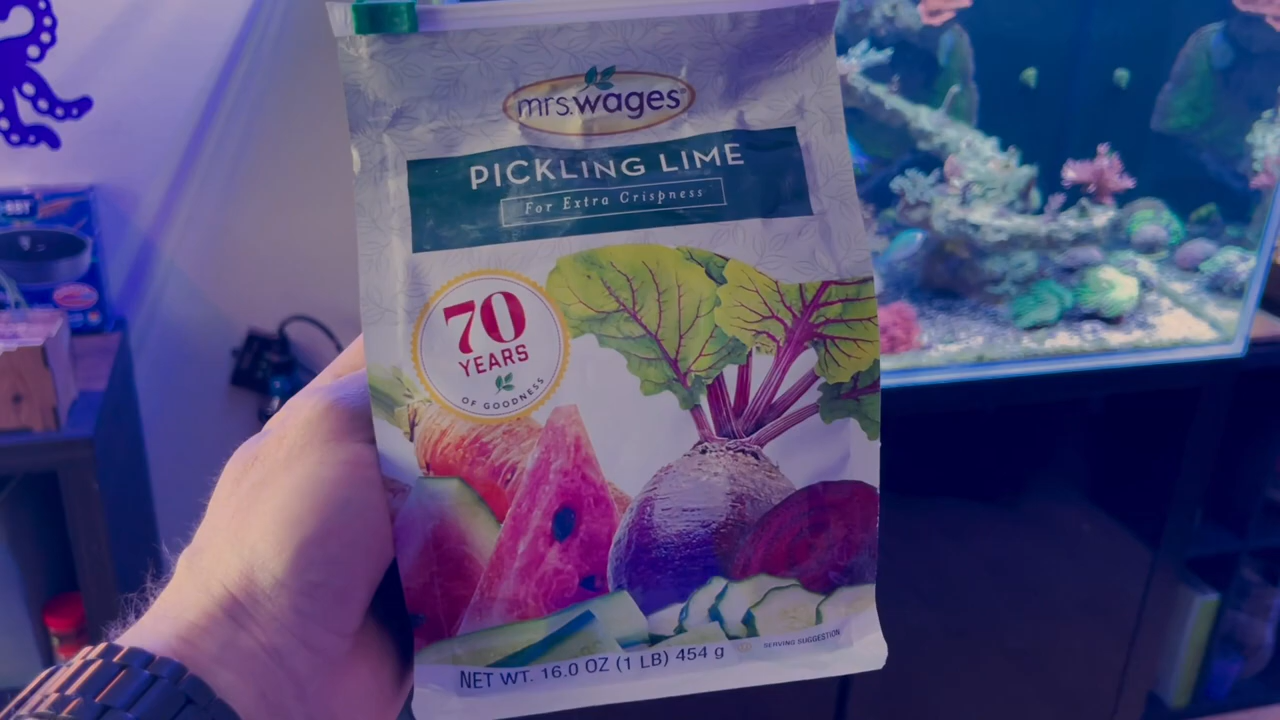 mrs.wages®
PICKLING LIME
For Extra Crispness
70
YEARS
OF GOODNESS
NET WT. 16.0 OZ (1 LB) 454 g
SERVING SUGGESTION